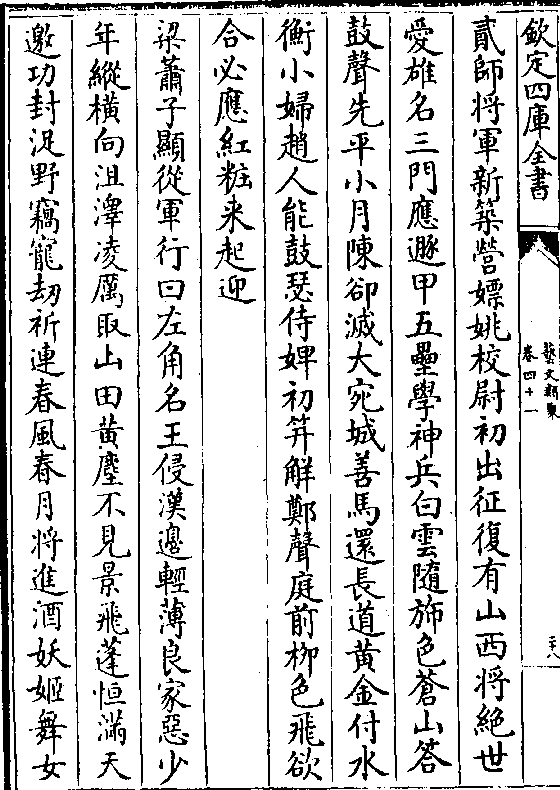 欽定四庫全書
藝文類聚
卷四十一
貳師将軍新築營嫖姚校尉初出征復有山西將絶世
愛雄名三門應遯甲五壘學神兵白雲隨斾色蒼山答
鼓聲先平小月陳卻滅大宛城善馬還長道黄金付水
衡小婦趙人能鼓瑟侍婢初笄解鄭聲庭前栁色飛欲
合必應紅粧来起迎
梁蕭子顯從軍行曰左角名王侵漢邉輕薄良家惡少
年縱横向沮澤凌厲取山田黄塵不見景飛蓬恒滿天
邀功封浞野竊寵劫祈連春風春月将進酒妖姬舞女